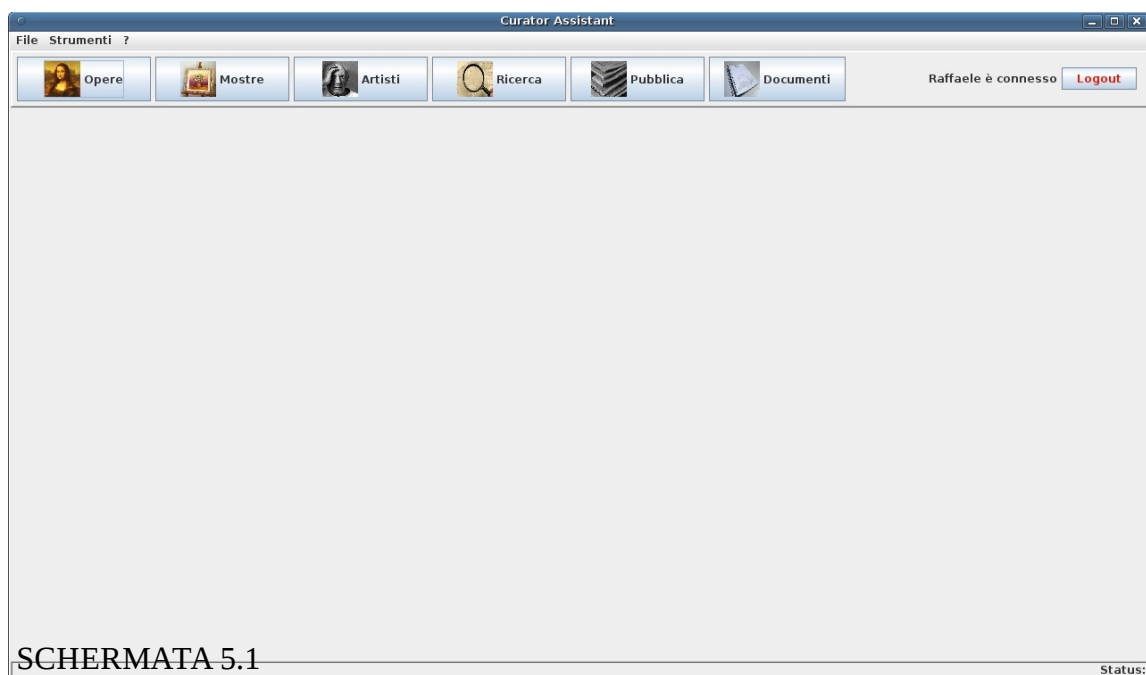 Curator Assistant
File Strumenti ?
Opere Mostre Artisti Ricerca Pubblica Documenti Raffaele è connesso Logout
SCHERMATA 5.1
Status: